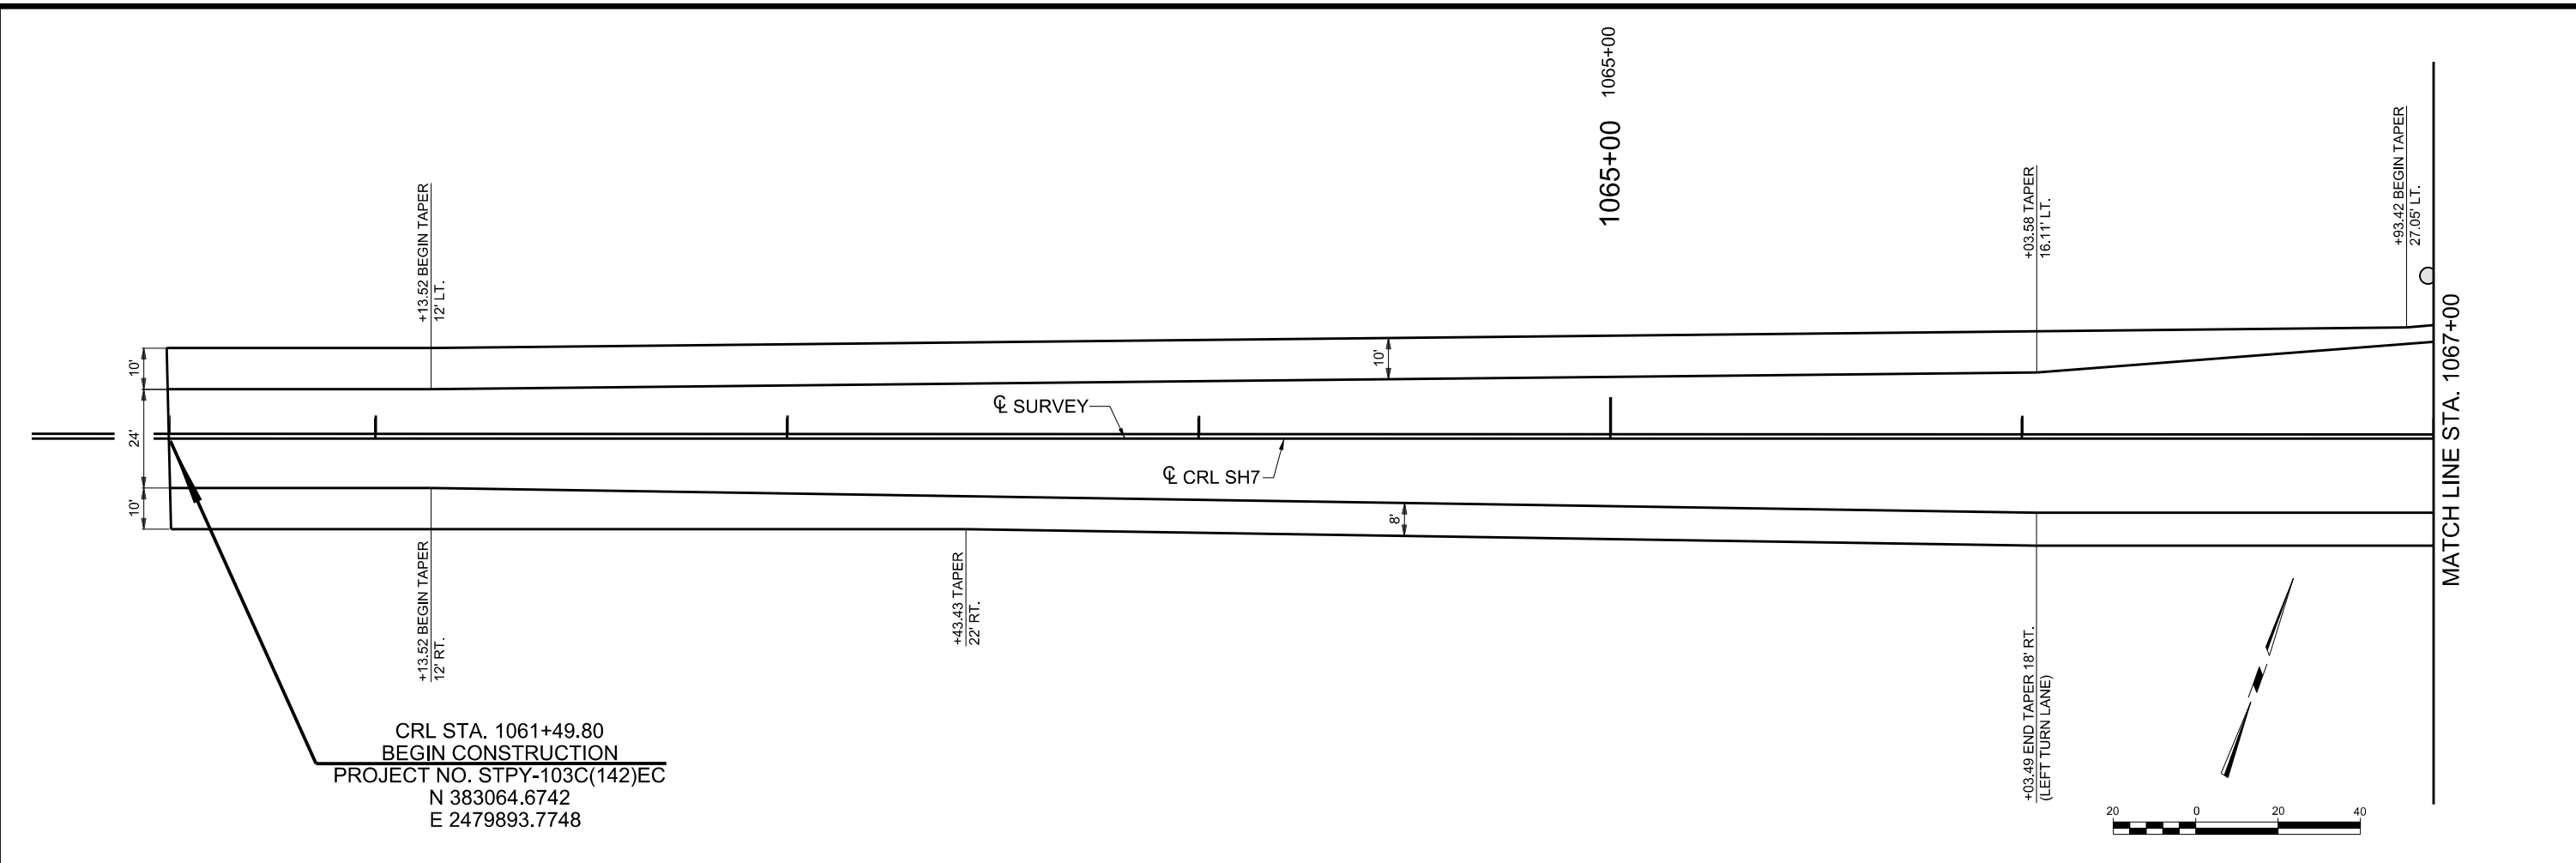 1065+00
1065+00
+13.52 BEGIN TAPER
12' LT.
+03.58 TAPER
16.11' LT.
+93.42 BEGIN TAPER
27.05' LT.
10'
24'
10'
10'
8'
℄ SURVEY
℄ CRL SH7
MATCH LINE STA. 1067+00
+13.52 BEGIN TAPER
12' RT.
+43.43 TAPER
22' RT.
+03.49 END TAPER 18' RT.
(LEFT TURN LANE)
CRL STA. 1061+49.80
BEGIN CONSTRUCTION
PROJECT NO. STPY-103C(142)EC
N 383064.6742
E 2479893.7748
20 0 20 40